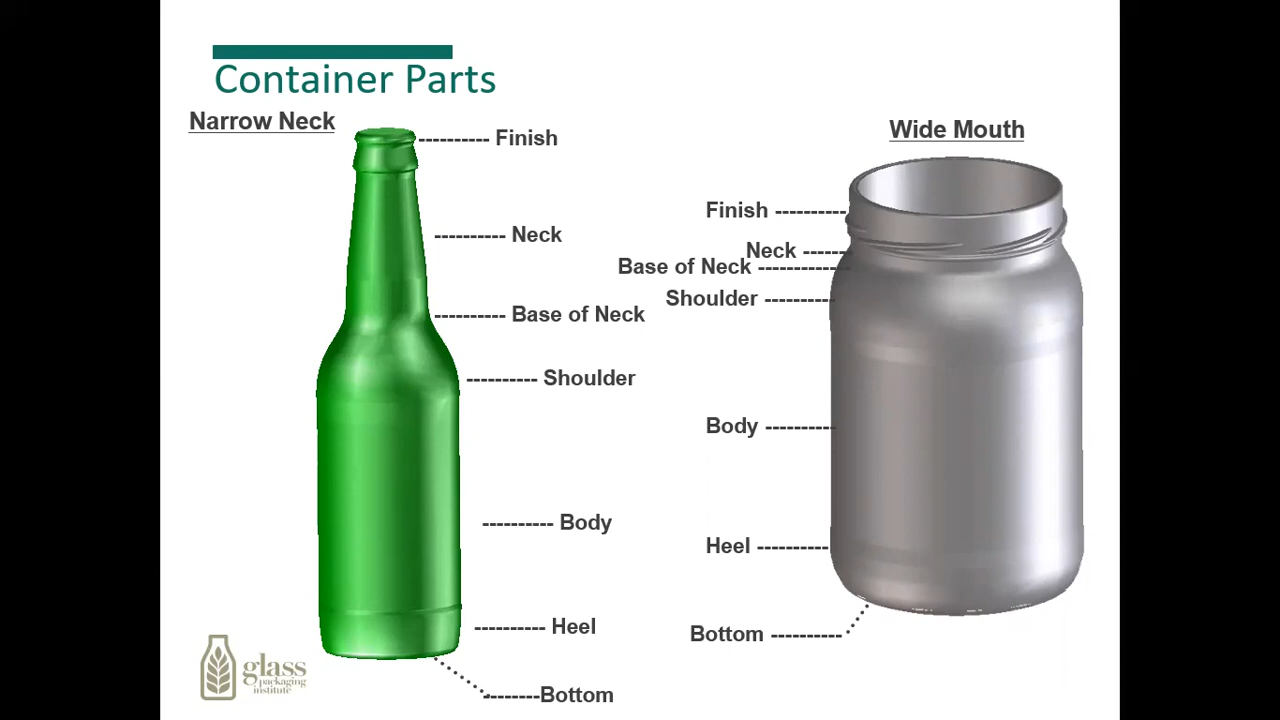 Container Parts
Narrow Neck
Finish
Neck
Base of Neck
Shoulder
Body
Heel
Bottom
Wide Mouth
Finish
Neck
Base of Neck
Shoulder
Body
Heel
Bottom
glass
packaging
institute